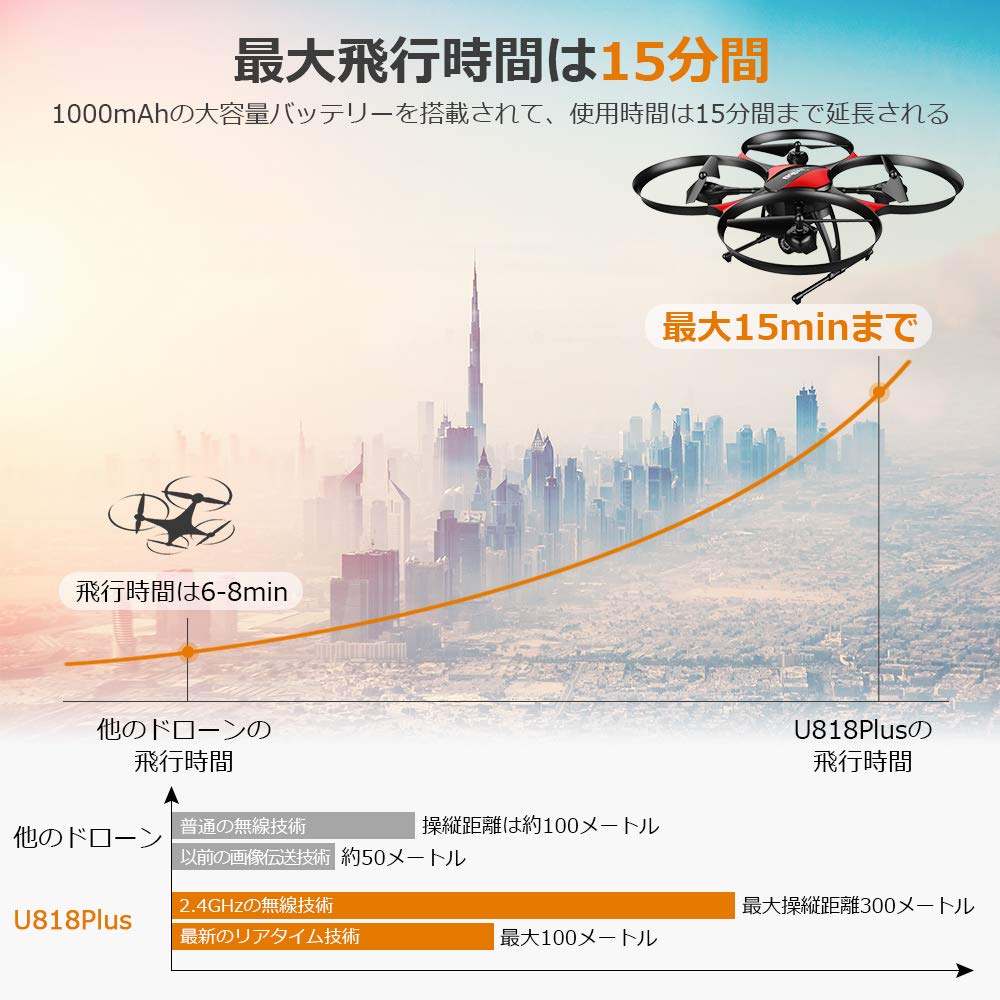 最大飛行時間は15分間
1000mAhの大容量バッテリーを搭載されて、使用時間は15分間まで延長される
最大15minまで
飛行時間は6-8min
他のドローンの
飛行時間
U818Plusの
飛行時間
他のドローン
普通の無線技術 操縦距離は約100メートル
以前の画像伝送技術 約50メートル
U818Plus
2.4GHzの無線技術 最大操縦距離300メートル
最新のリアタイム技術 最大100メートル